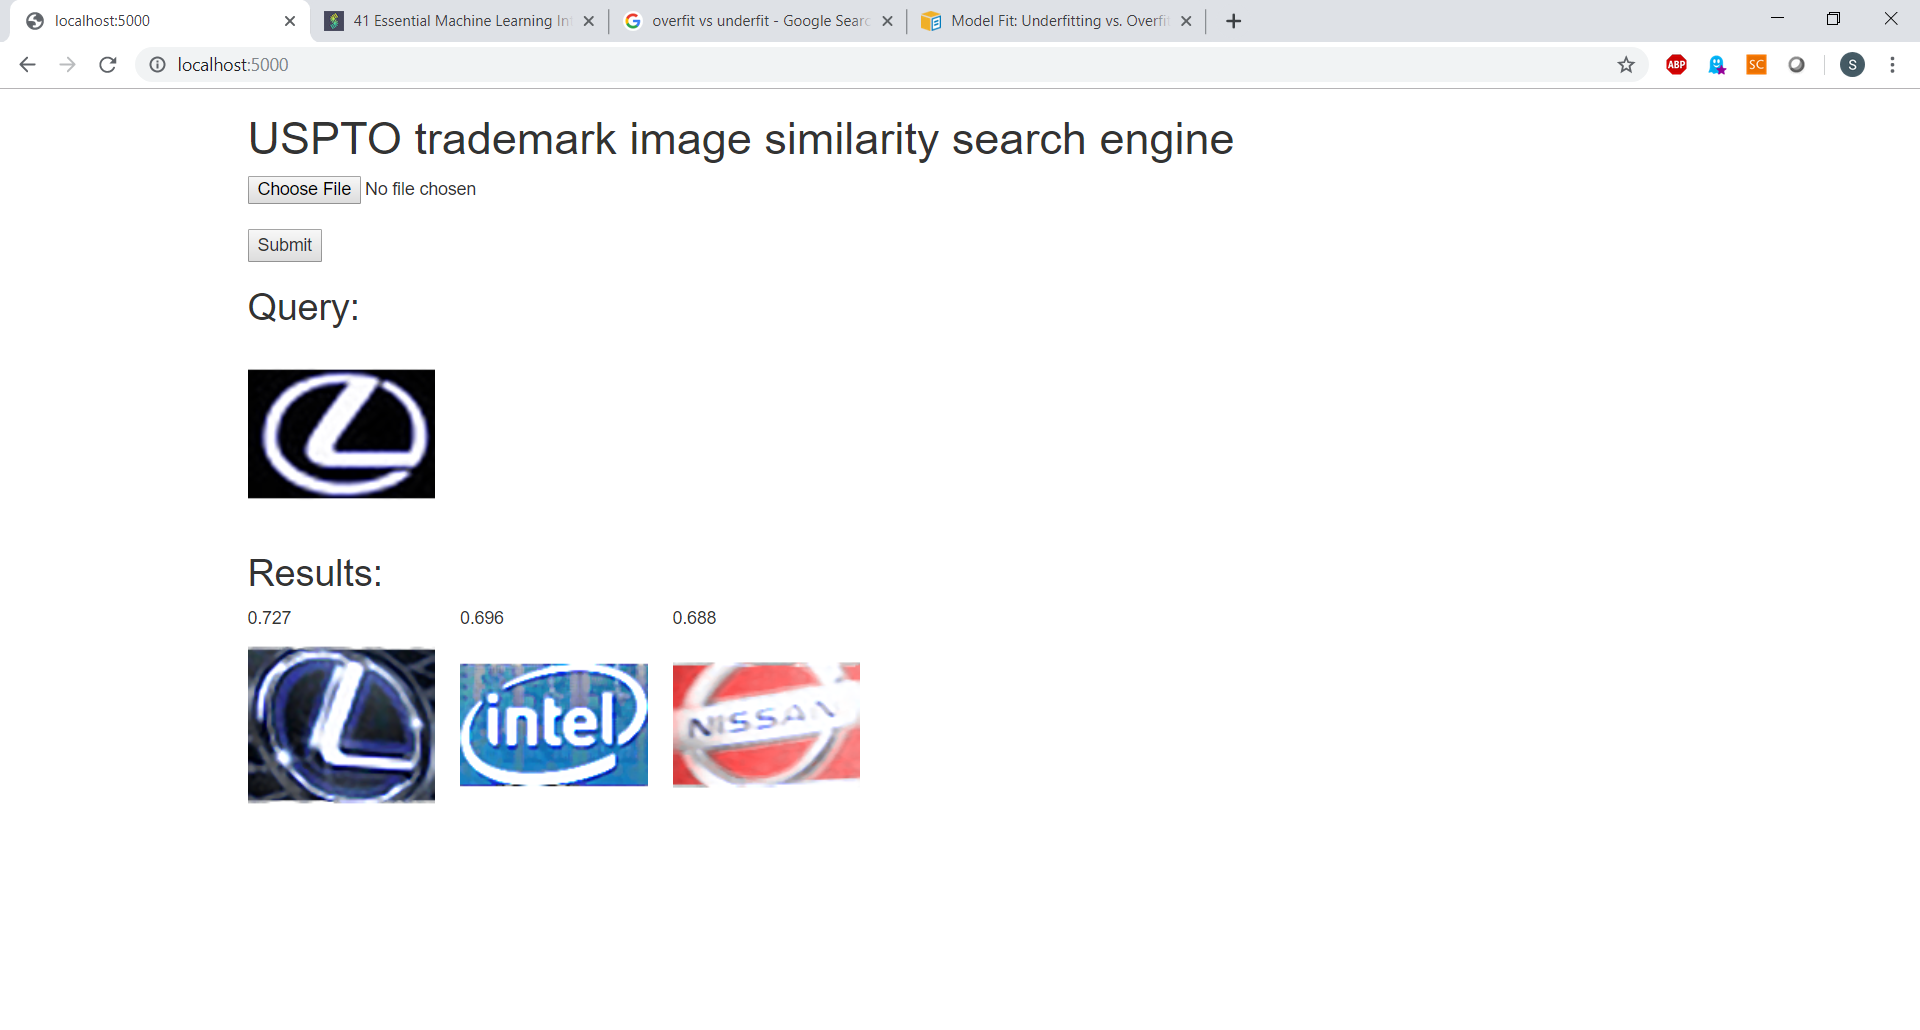 localhost:5000
41 Essential Machine Learning In
overfit vs underfit - Google Searc
Model Fit: Underfitting vs. Overfi
localhost:5000
ABP
SC
S
USPTO trademark image similarity search engine
Choose File No file chosen
Submit
Query:
Results:
0.727 0.696 0.688
intel
NISSAN